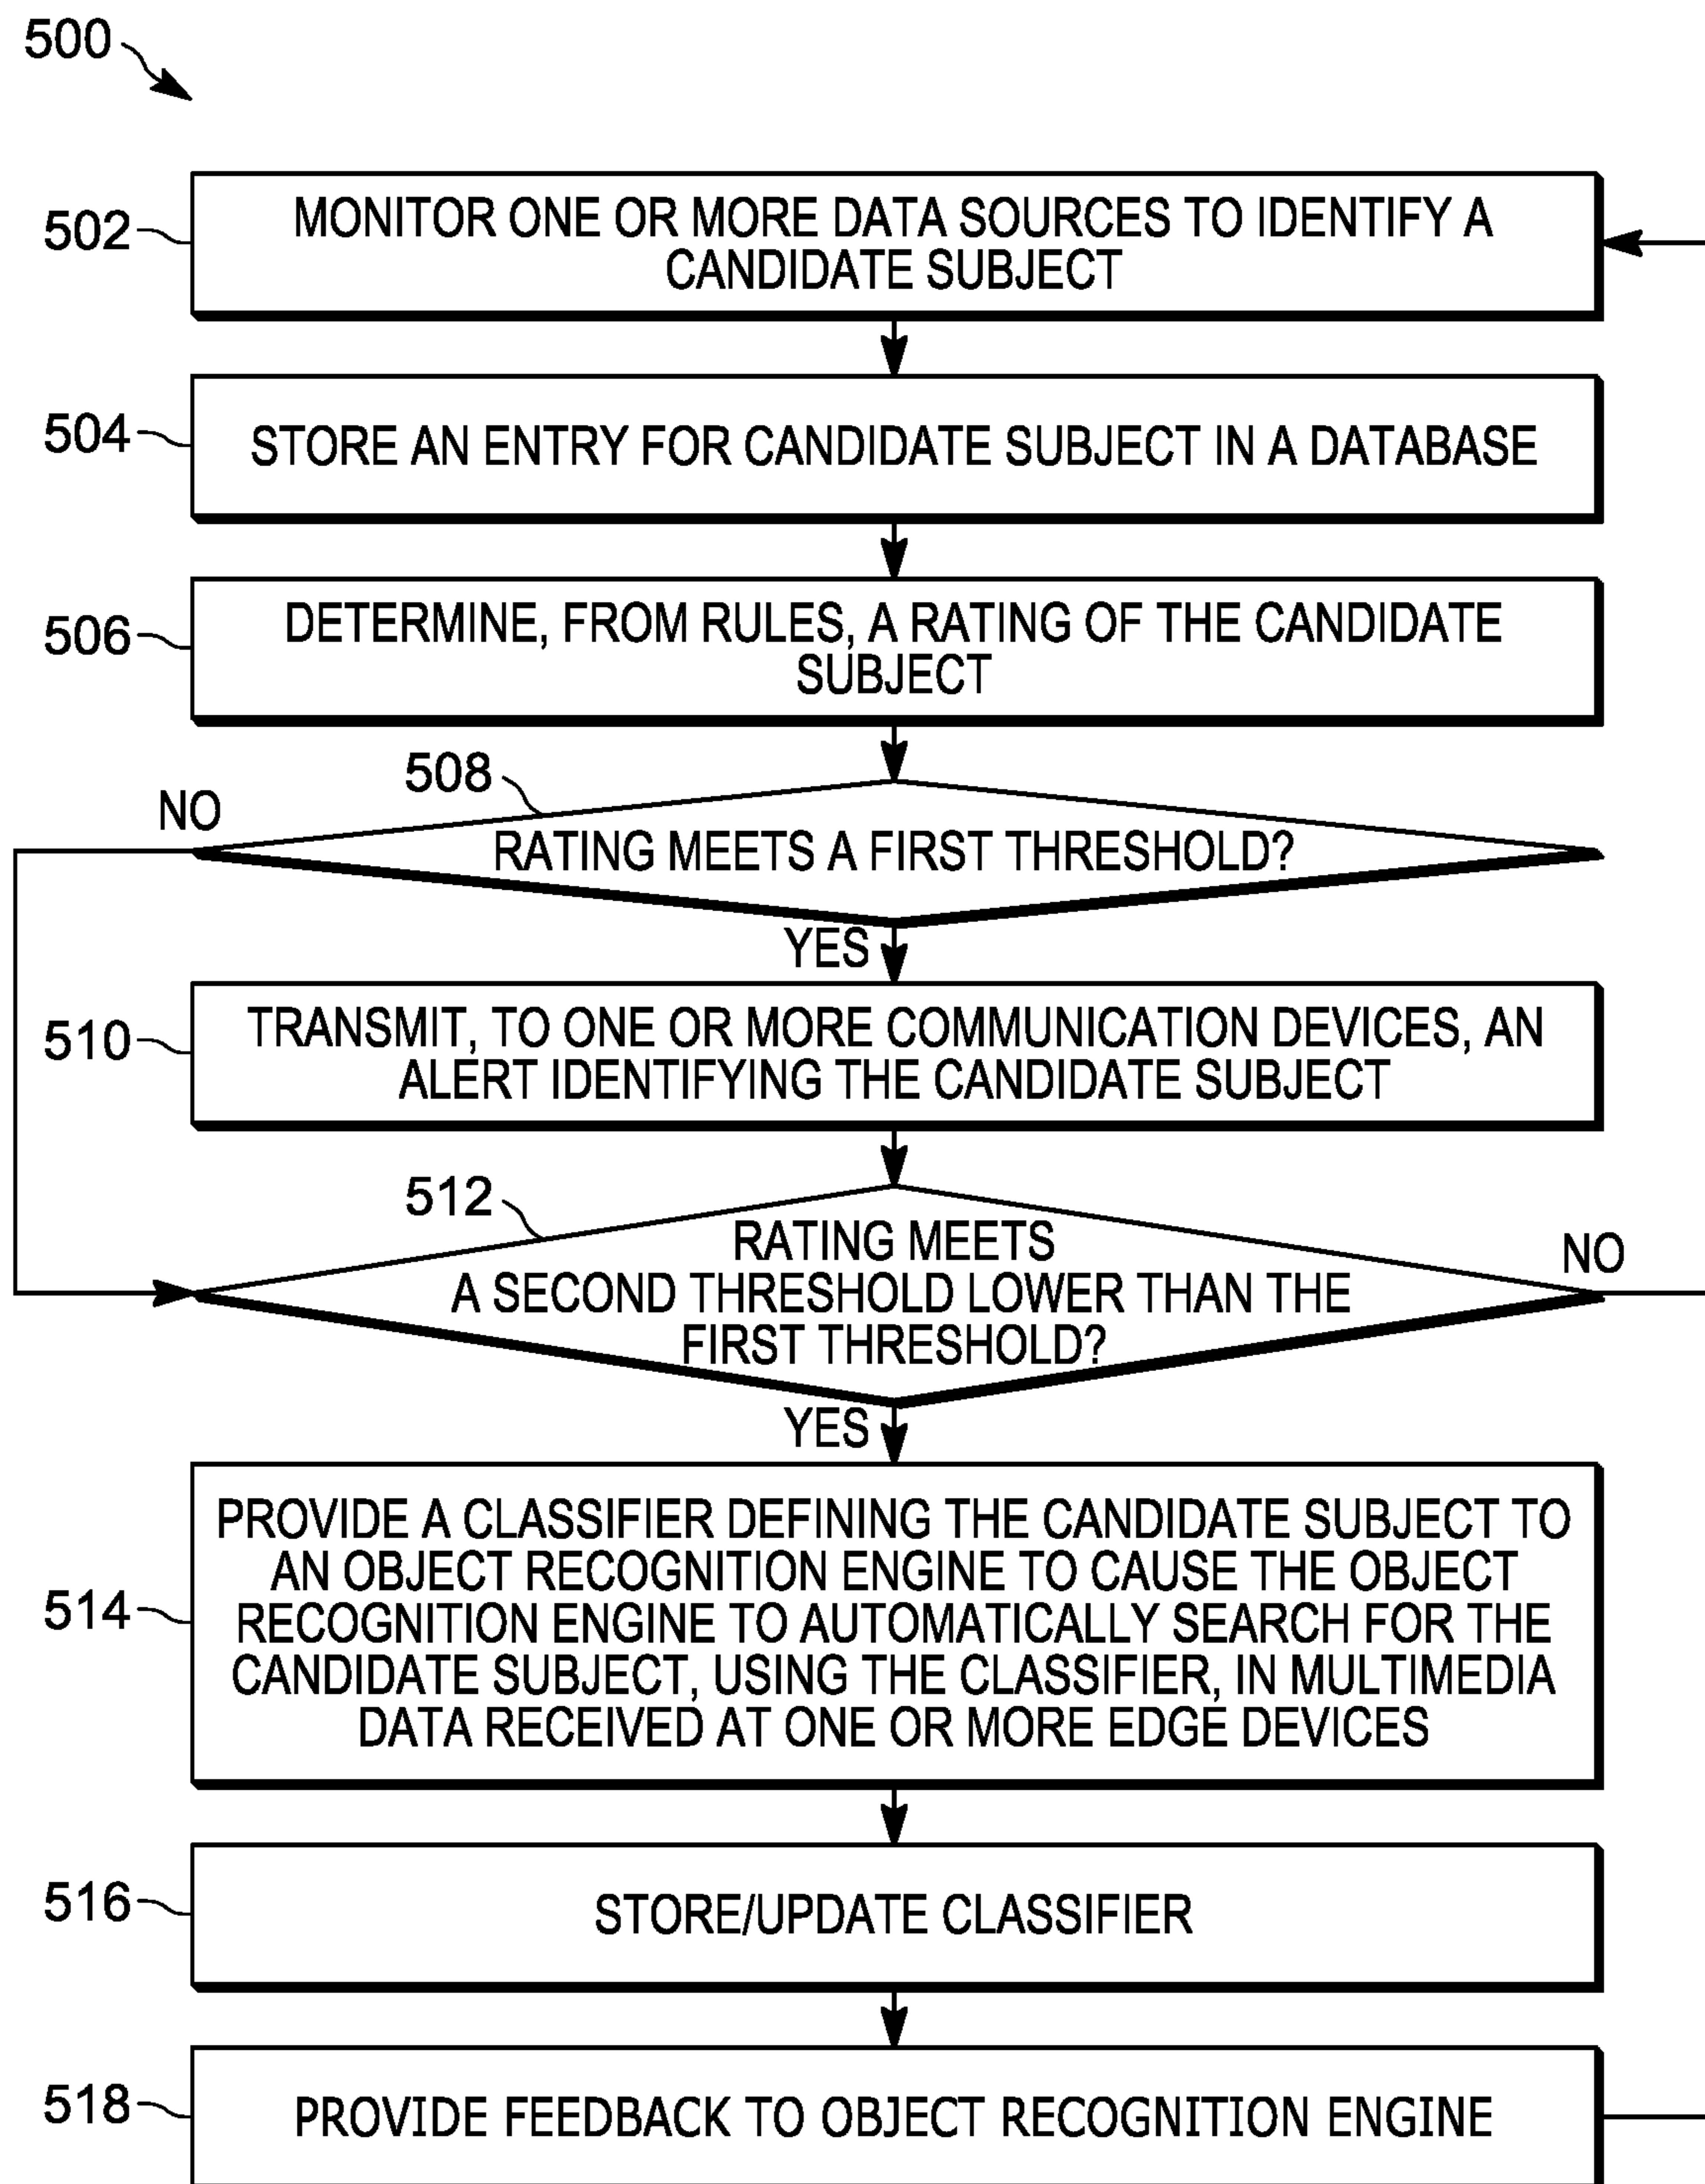 500
502
MONITOR ONE OR MORE DATA SOURCES TO IDENTIFY A
CANDIDATE SUBJECT
504
STORE AN ENTRY FOR CANDIDATE SUBJECT IN A DATABASE
506
DETERMINE, FROM RULES, A RATING OF THE CANDIDATE
SUBJECT
508
NO
RATING MEETS A FIRST THRESHOLD?
YES
510
TRANSMIT, TO ONE OR MORE COMMUNICATION DEVICES, AN
ALERT IDENTIFYING THE CANDIDATE SUBJECT
512
RATING MEETS
A SECOND THRESHOLD LOWER THAN THE
FIRST THRESHOLD?
NO
YES
514
PROVIDE A CLASSIFIER DEFINING THE CANDIDATE SUBJECT TO
AN OBJECT RECOGNITION ENGINE TO CAUSE THE OBJECT
RECOGNITION ENGINE TO AUTOMATICALLY SEARCH FOR THE
CANDIDATE SUBJECT, USING THE CLASSIFIER, IN MULTIMEDIA
DATA RECEIVED AT ONE OR MORE EDGE DEVICES
516
STORE/UPDATE CLASSIFIER
518
PROVIDE FEEDBACK TO OBJECT RECOGNITION ENGINE